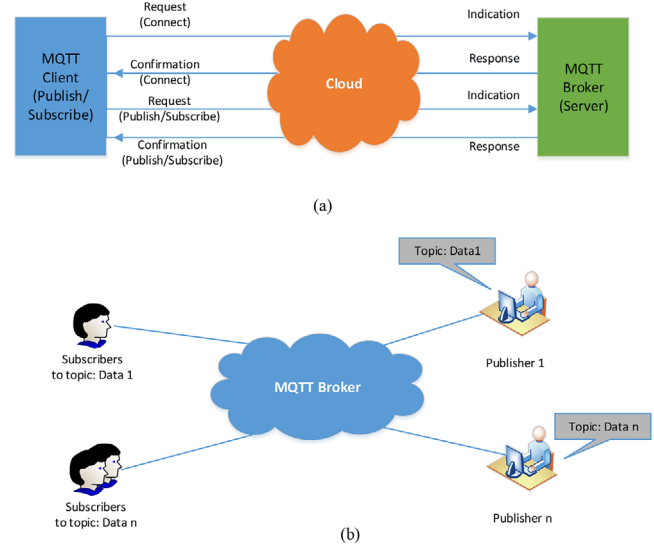 Request
(Connect)
Indication
MQTT
Client
(Publish/
Subscribe)
Confirmation
(Connect)
Response
Cloud
MQTT
Broker
(Server)
Request
(Publish/Subscribe)
Indication
Confirmation
(Publish/Subscribe)
Response
(a)
Topic: Data1
Subscribers
to topic: Data 1
Publisher 1
MQTT Broker
Topic: Data n
Subscribers
to topic: Data n
Publisher n
(b)